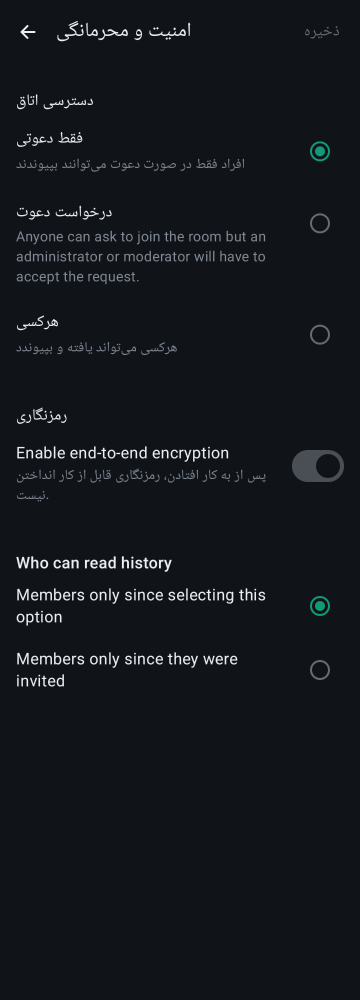 امنیت و محرمانگی
ذخیره
دسترسی اتاق
فقط دعوتی
افراد فقط در صورت دعوت می‌توانند بپیوندند
درخواست دعوت
Anyone can ask to join the room but an
administrator or moderator will have to
accept the request.
هرکسی
هرکسی می‌تواند یافته و بپیوندد
رمزنگاری
Enable end-to-end encryption
پس از به کار افتادن، رمزنگاری قابل از کار انداختن
نیست.
Who can read history
Members only since selecting this
option
Members only since they were
invited